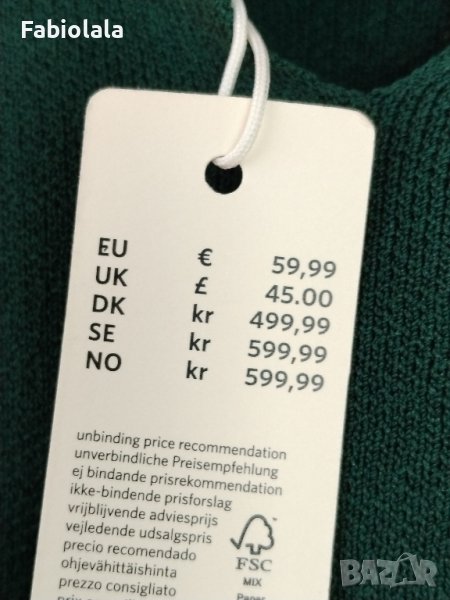 Fabiolala
EU € 59,99
UK £ 45.00
DK kr 499,99
SE kr 599,99
NO kr 599,99
unbinding price recommendation
unverbindliche Preisempfehlung
ej bindande prisrekommendation
ikke-bindende prisforslag
vrijblijvende adviesprijs
vejledende udsalgspris
precio recomendado
ohjevähittäishinta
prezzo consigliato
FSC
MIX
Paper
BAZAR